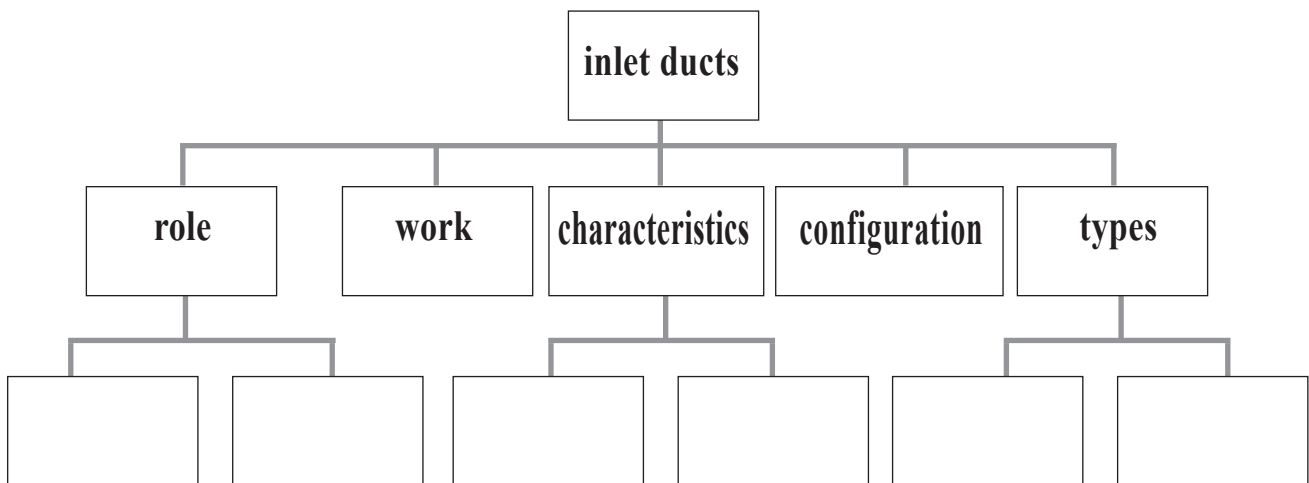 inlet ducts
role
work
characteristics
configuration
types